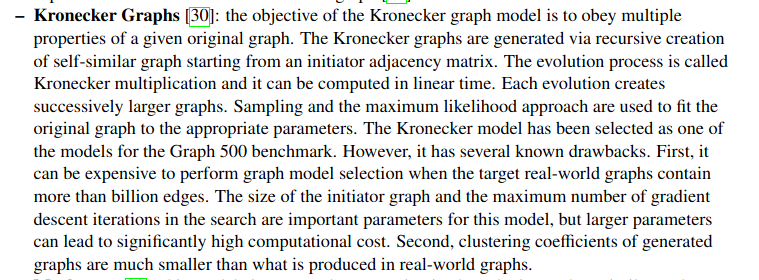 – Kronecker Graphs [30]: the objective of the Kronecker graph model is to obey multiple
properties of a given original graph. The Kronecker graphs are generated via recursive creation
of self-similar graph starting from an initiator adjacency matrix. The evolution process is called
Kronecker multiplication and it can be computed in linear time. Each evolution creates
successively larger graphs. Sampling and the maximum likelihood approach are used to fit the
original graph to the appropriate parameters. The Kronecker model has been selected as one of
the models for the Graph 500 benchmark. However, it has several known drawbacks. First, it
can be expensive to perform graph model selection when the target real-world graphs contain
more than billion edges. The size of the initiator graph and the maximum number of gradient
descent iterations in the search are important parameters for this model, but larger parameters
can lead to significantly high computational cost. Second, clustering coefficients of generated
graphs are much smaller than what is produced in real-world graphs.